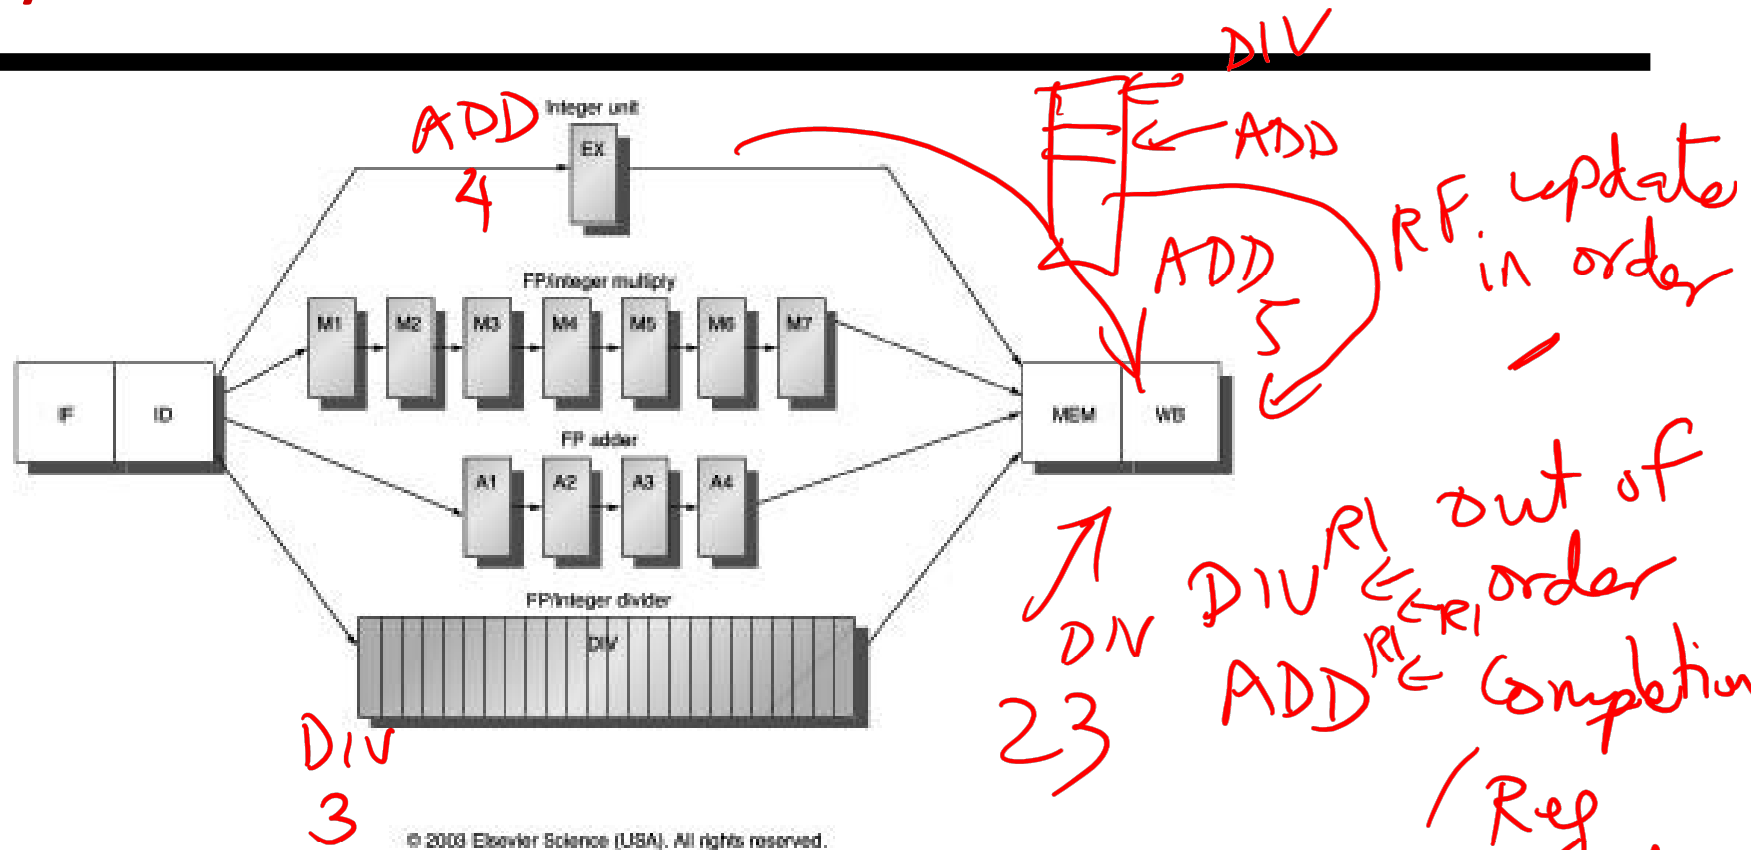 DIV
ADD
Integer unit
EX
4
ADD
RF update
in order
ADD
5
FP/integer multiply
M1 M2 M3 M4 M5 M6 M7
IF ID
MEM WB
FP adder
A1 A2 A3 A4
out of
order
Completion
DIV R1 ←
← R1
ADD R1 ←
DIV
23
FP/integer divider
DIV
DIV
3
© 2003 Elsevier Science (USA). All rights reserved.